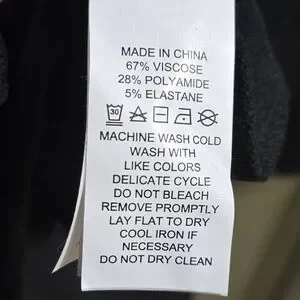 MADE IN CHINA
67% VISCOSE
28% POLYAMIDE
5% ELASTANE
30
MACHINE WASH COLD
WASH WITH
LIKE COLORS
DELICATE CYCLE
DO NOT BLEACH
REMOVE PROMPTLY
LAY FLAT TO DRY
COOL IRON IF
NECESSARY
DO NOT DRY CLEAN